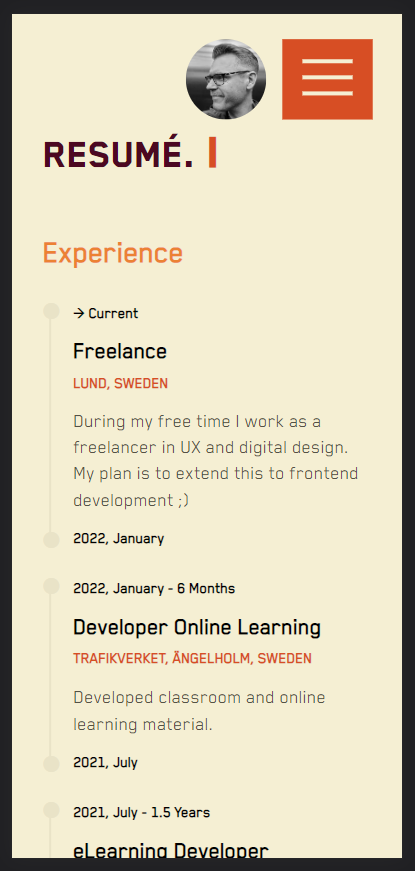 RESUMÉ.
Experience
→ Current
Freelance
LUND, SWEDEN
During my free time I work as a
freelancer in UX and digital design.
My plan is to extend this to frontend
development ;)
2022, January
2022, January - 6 Months
Developer Online Learning
TRAFIKVERKET, ÄNGELHOLM, SWEDEN
Developed classroom and online
learning material.
2021, July
2021, July - 1.5 Years
eLearning Developer